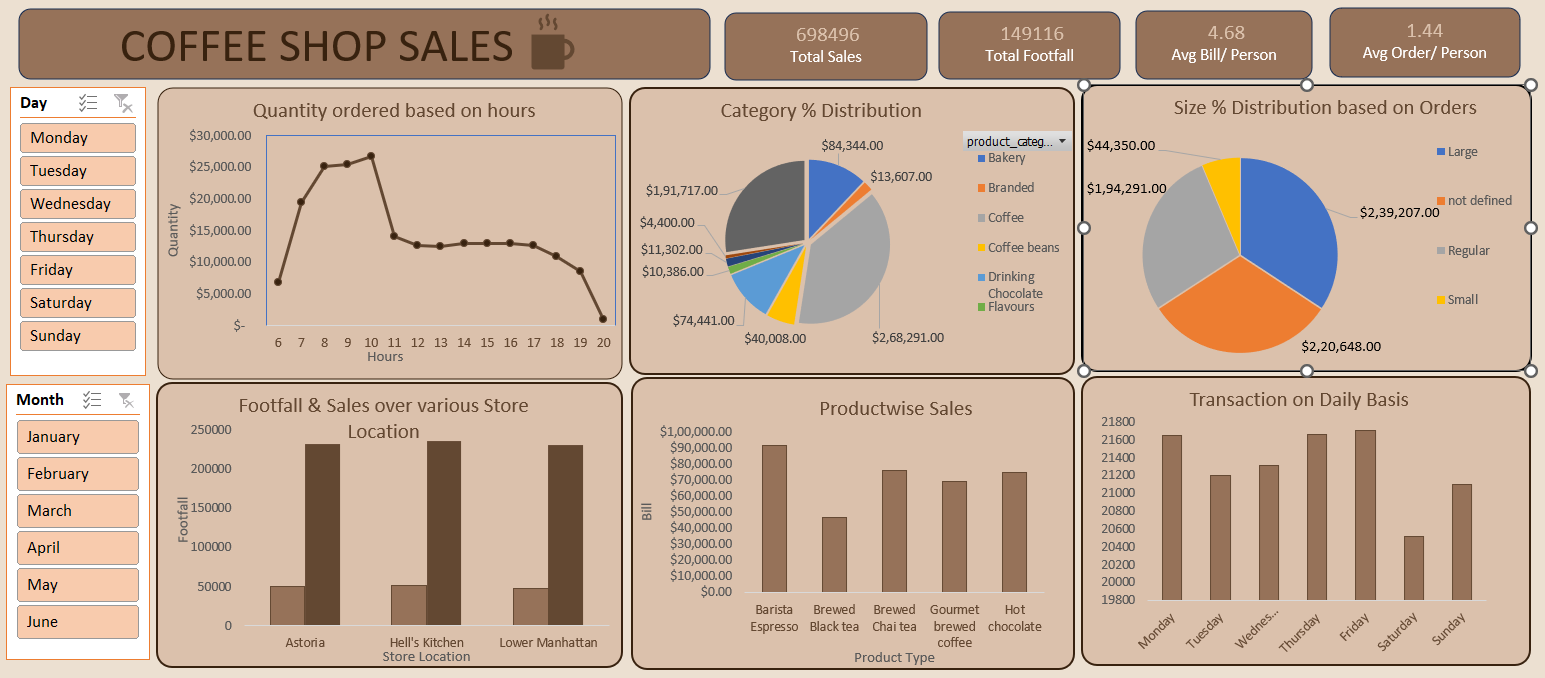 COFFEE SHOP SALES
698496
Total Sales
149116
Total Footfall
4.68
Avg Bill/ Person
1.44
Avg Order/ Person
Day
Monday
Tuesday
Wednesday
Thursday
Friday
Saturday
Sunday
Quantity ordered based on hours
$30,000.00
$25,000.00
$20,000.00
$15,000.00
$10,000.00
$5,000.00
$-
Quantity
6 7 8 9 10 11 12 13 14 15 16 17 18 19 20
Hours
Category % Distribution
product_categ...
$84,344.00
$13,607.00
$2,68,291.00
$40,008.00
$74,441.00
$10,386.00
$11,302.00
$4,400.00
$1,91,717.00
Bakery
Branded
Coffee
Coffee beans
Drinking
Chocolate
Flavours
Size % Distribution based on Orders
$44,350.00
$1,94,291.00
$2,39,207.00
$2,20,648.00
Large
not defined
Regular
Small
Month
January
February
March
April
May
June
Footfall & Sales over various Store
Location
250000
200000
150000
100000
50000
0
Footfall
Astoria Hell's Kitchen Lower Manhattan
Store Location
Productwise Sales
$1,00,000.00
$90,000.00
$80,000.00
$70,000.00
$60,000.00
$50,000.00
$40,000.00
$30,000.00
$20,000.00
$10,000.00
$0.00
Bill
Barista
Espresso
Brewed
Black tea
Brewed
Chai tea
Gourmet
brewed
coffee
Hot
chocolate
Product Type
Transaction on Daily Basis
21800
21600
21400
21200
21000
20800
20600
20400
20200
20000
19800
Monday
Tuesday
Wednes...
Thursday
Friday
Saturday
Sunday